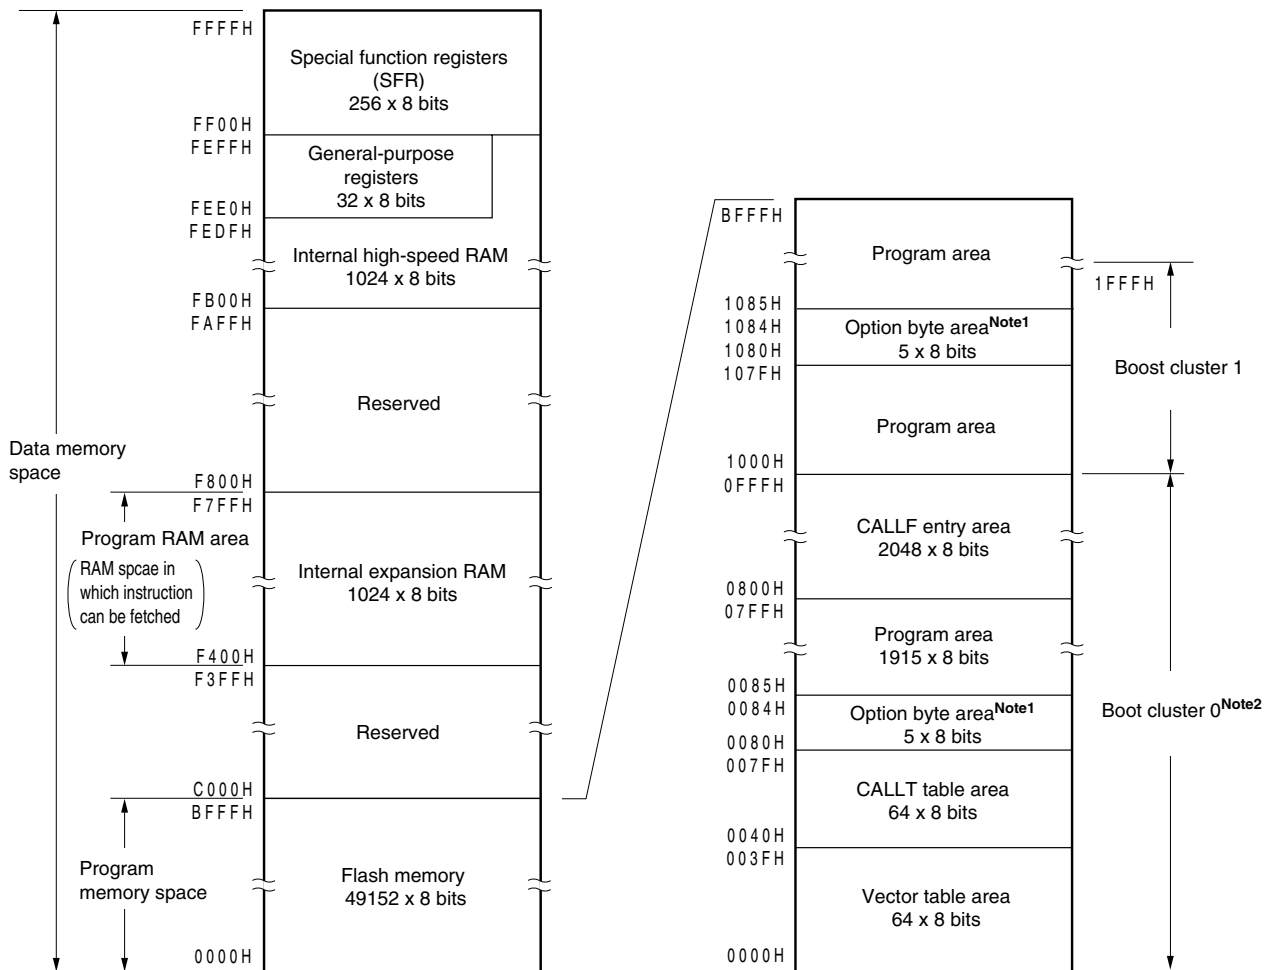 FFFFH
Special function registers
(SFR)
256 x 8 bits
FF00H
FEFFH
General-purpose
registers
32 x 8 bits
FEE0H
FEDFH
Internal high-speed RAM
1024 x 8 bits
FB00H
FAFFH
Reserved
Data memory
space
F800H
F7FFH
Program RAM area
RAM spcae in
which instruction
can be fetched
Internal expansion RAM
1024 x 8 bits
F400H
F3FFH
Reserved
C000H
BFFFH
Program
memory space
Flash memory
49152 x 8 bits
0000H
BFFFH
Program area
1FFFH
1085H
1084H
Option byte areaNote1
5 x 8 bits
1080H
107FH
Boost cluster 1
Program area
1000H
0FFFH
CALLF entry area
2048 x 8 bits
0800H
07FFH
Program area
1915 x 8 bits
0085H
0084H
Option byte areaNote1
5 x 8 bits
Boot cluster 0Note2
0080H
007FH
CALLT table area
64 x 8 bits
0040H
003FH
Vector table area
64 x 8 bits
0000H